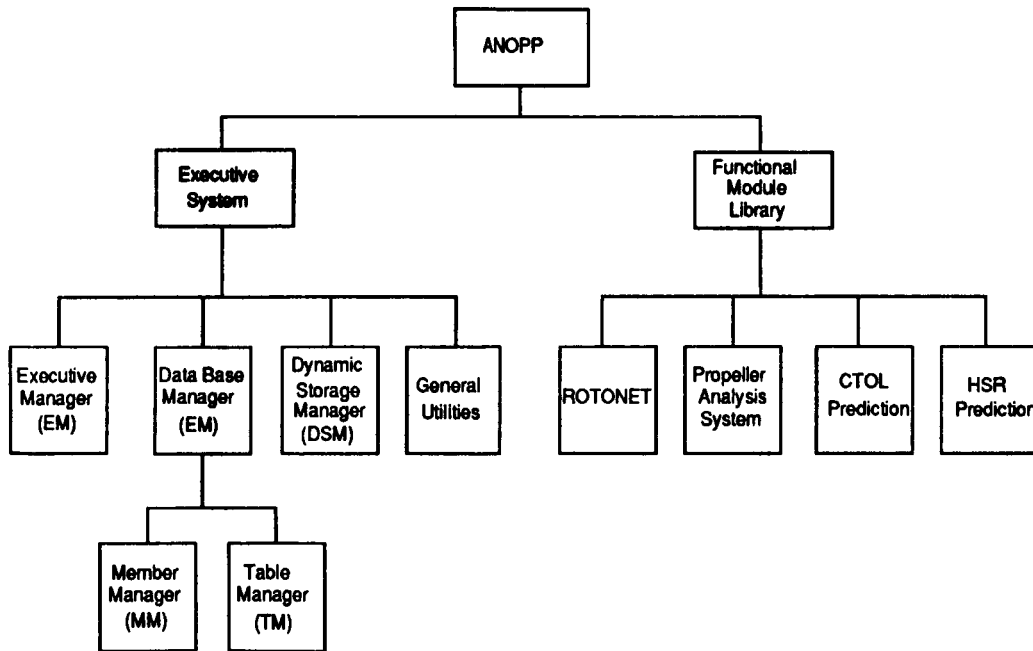 ANOPP
Executive
System
Functional
Module
Library
Executive
Manager
(EM)
Data Base
Manager
(EM)
Dynamic
Storage
Manager
(DSM)
General
Utilities
ROTONET
Propeller
Analysis
System
CTOL
Prediction
HSR
Prediction
Member
Manager
(MM)
Table
Manager
(TM)